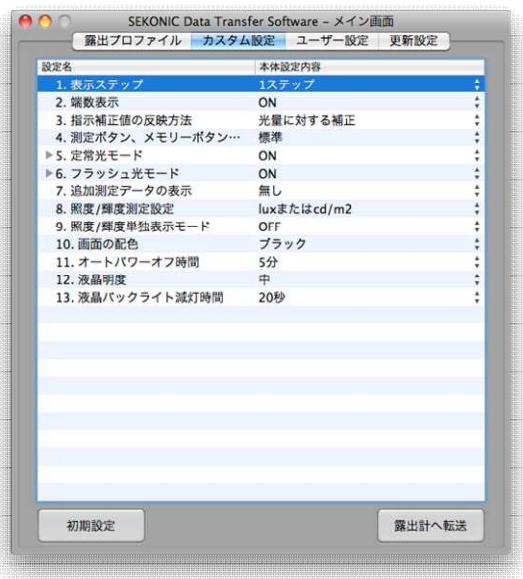 SEKONIC Data Transfer Software – メイン画面
露出プロファイル カスタム設定 ユーザー設定 更新設定
設定名 本体設定内容
1. 表示ステップ 1ステップ
2. 端数表示 ON
3. 指示補正値の反映方法 光量に対する補正
4. 測定ボタン、メモリーボタン… 標準
5. 定常光モード ON
6. フラッシュ光モード ON
7. 追加測定データの表示 無し
8. 照度/輝度測定設定 luxまたはcd/m2
9. 照度/輝度単独表示モード OFF
10. 画面の配色 ブラック
11. オートパワーオフ時間 5分
12. 液晶明度 中
13. 液晶バックライト減灯時間 20秒
初期設定 露出計へ転送